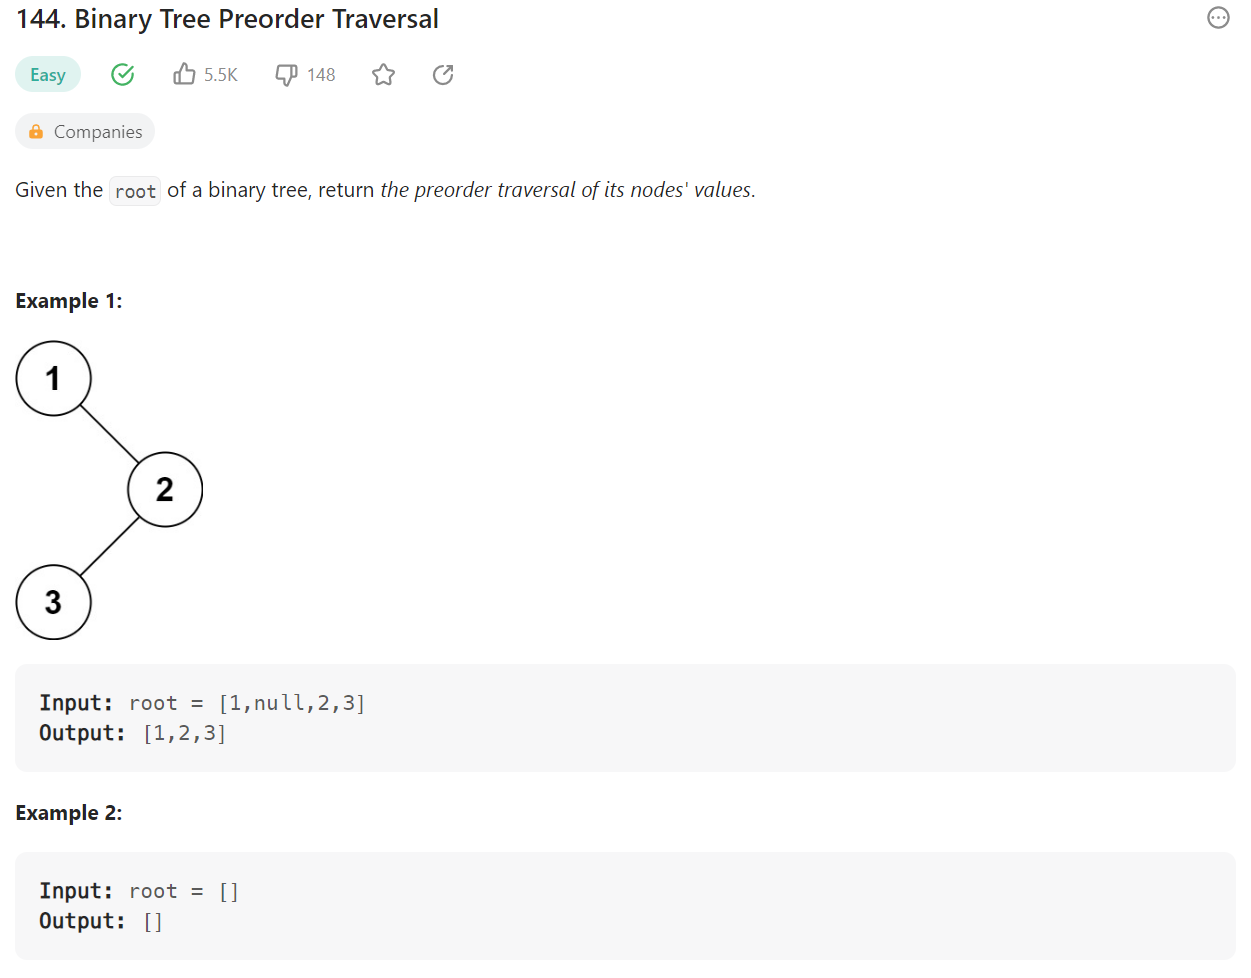 144. Binary Tree Preorder Traversal
Easy 5.5K 148
Companies
Given the root of a binary tree, return the preorder traversal of its nodes' values.
Example 1:
1
2
3
Input: root = [1,null,2,3]
Output: [1,2,3]
Example 2:
Input: root = []
Output: []